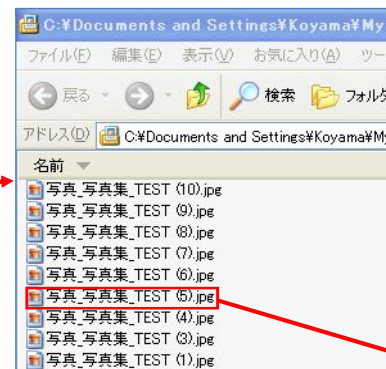 C:¥Documents and Settings¥Koyama¥My
ファイル(F) 編集(E) 表示(V) お気に入り(A) ツー
戻る 検索 フォルダ
アドレス(D) C:¥Documents and Settings¥Koyama¥My
名前
写真_写真集_TEST (10).jpg
写真_写真集_TEST (9).jpg
写真_写真集_TEST (8).jpg
写真_写真集_TEST (7).jpg
写真_写真集_TEST (6).jpg
写真_写真集_TEST (5).jpg
写真_写真集_TEST (4).jpg
写真_写真集_TEST (3).jpg
写真_写真集_TEST (1).jpg